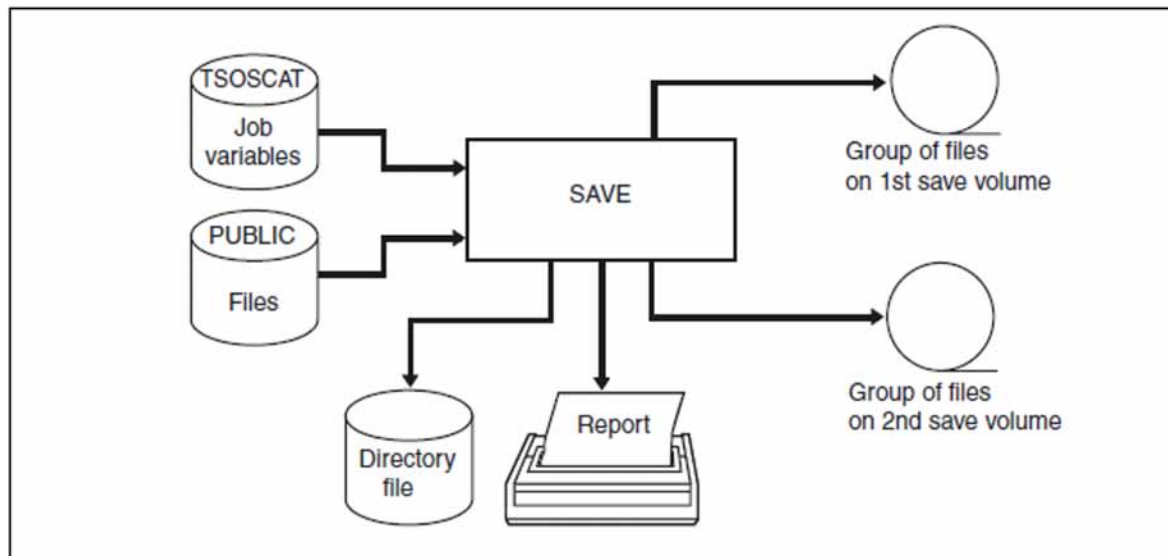 TSOSCAT
Job
variables
PUBLIC
Files
SAVE
Group of files
on 1st save volume
Group of files
on 2nd save volume
Directory
file
Report